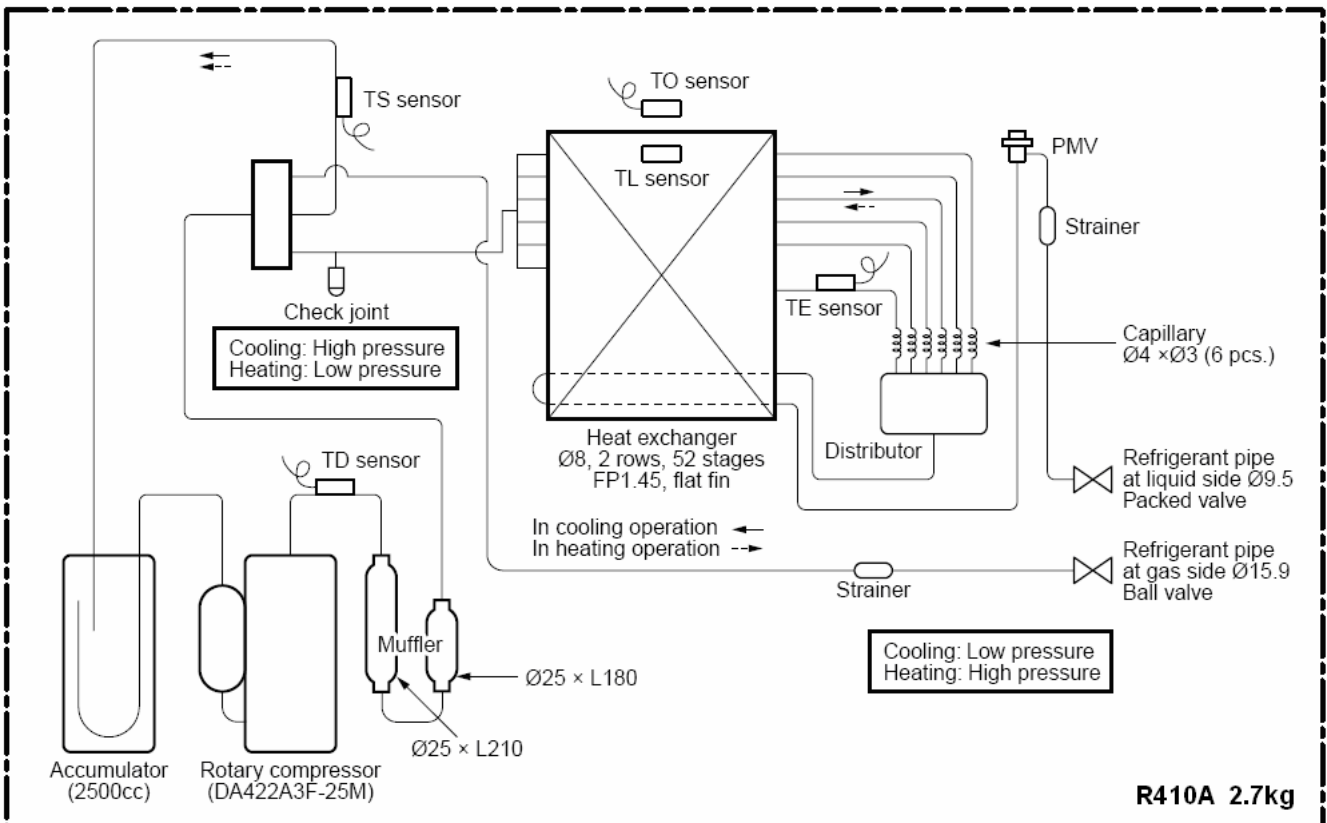 TO sensor
TS sensor
TL sensor
PMV
Strainer
TE sensor
Check joint
Cooling: High pressure
Heating: Low pressure
Capillary
Ø4 ×Ø3 (6 pcs.)
Heat exchanger
Ø8, 2 rows, 52 stages
FP1.45, flat fin
Distributor
TD sensor
Refrigerant pipe
at liquid side Ø9.5
Packed valve
In cooling operation
In heating operation
Refrigerant pipe
at gas side Ø15.9
Ball valve
Strainer
Muffler
Cooling: Low pressure
Heating: High pressure
Ø25 × L180
Ø25 × L210
Accumulator
(2500cc)
Rotary compressor
(DA422A3F-25M)
R410A 2.7kg